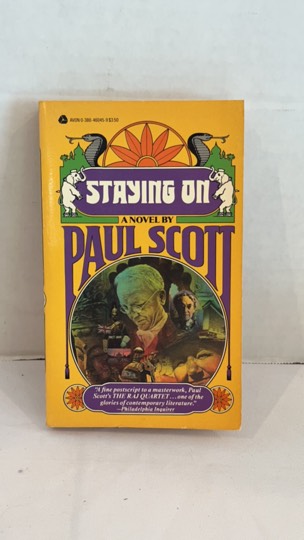 STAYING ON
A NOVEL BY
PAUL SCOTT
"A fine postscript to a masterwork, Paul
Scott's THE RAJ QUARTET...one of the
glories of contemporary literature."
—Philadelphia Inquirer